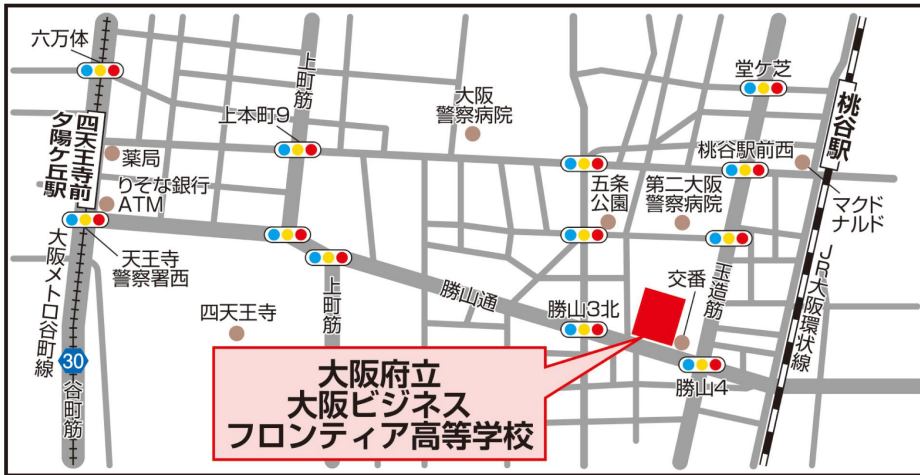 六万体
上町筋
大阪
警察病院
堂ケ芝
桃谷駅
四天王寺前
夕陽ケ丘駅
薬局
上本町9
桃谷駅前西
りそな銀行
ATM
五条
公園
第二大阪
警察病院
マクド
ナルド
天王寺
警察署西
大阪メトロ谷町線
四天王寺
上町筋
勝山通
勝山3北
交番
玉造筋
JR大阪環状線
30
谷町筋
勝山4
大阪府立
大阪ビジネス
フロンティア高等学校